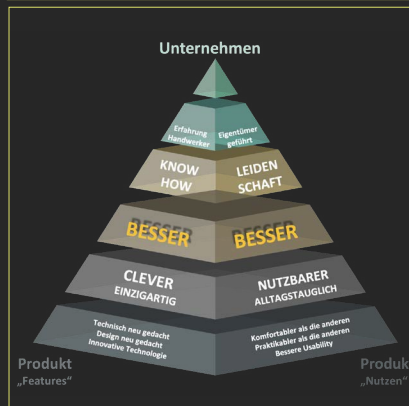 Unternehmen
Erfahrung
Handwerker
Eigentümer
geführt
KNOW
HOW
LEIDEN
SCHAFT
BESSER
BESSER
CLEVER
EINZIGARTIG
NUTZBARER
ALLTAGSTAUGLICH
Technisch neu gedacht
Design neu gedacht
Innovative Technologie
Komfortabler als die anderen
Praktikabler als die anderen
Bessere Usability
Produkt
„Features“
Produkt
„Nutzen“